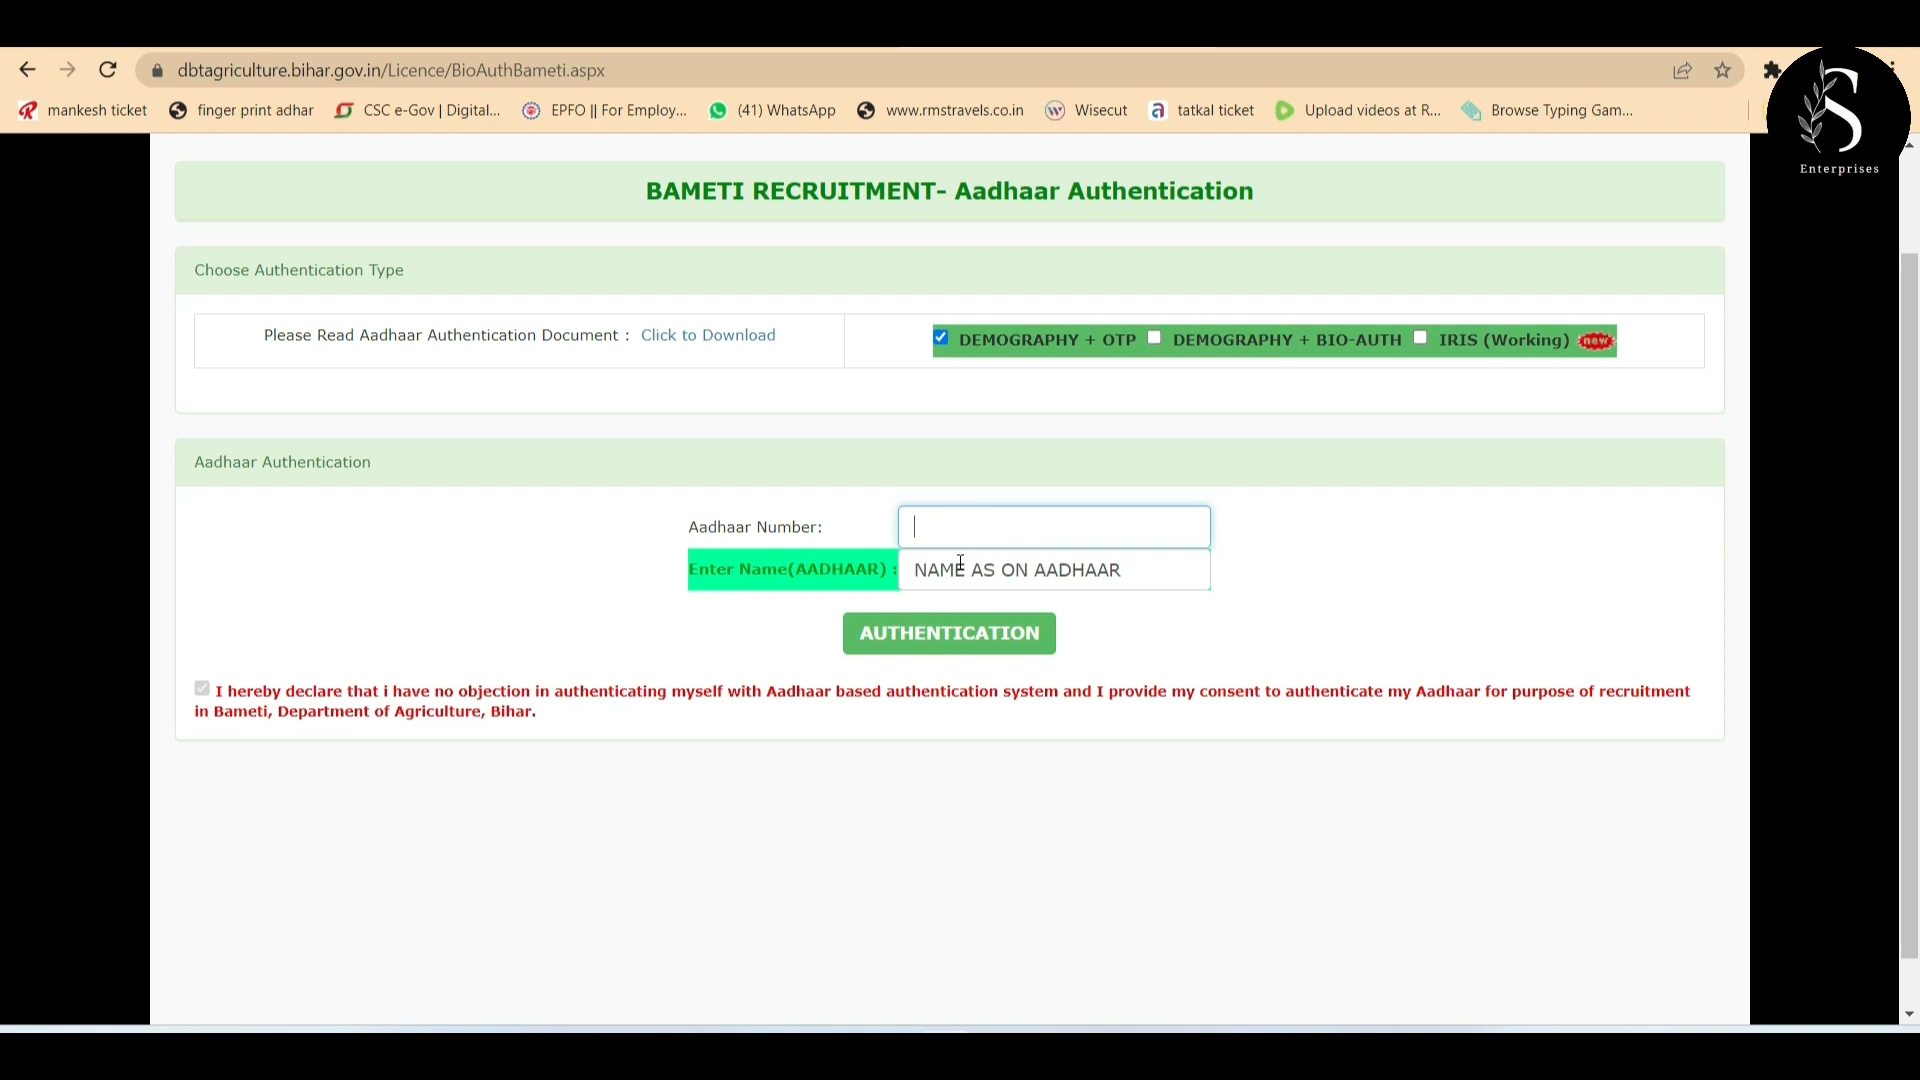 dbtagriculture.bihar.gov.in/Licence/BioAuthBameti.aspx
mankesh ticket
finger print adhar
CSC e-Gov | Digital...
EPFO || For Employ...
(41) WhatsApp
www.rmstravels.co.in
Wisecut
tatkal ticket
Upload videos at R...
Browse Typing Gam...
S
Enterprises
BAMETI RECRUITMENT- Aadhaar Authentication
Choose Authentication Type
Please Read Aadhaar Authentication Document : Click to Download
DEMOGRAPHY + OTP DEMOGRAPHY + BIO-AUTH IRIS (Working) new
Aadhaar Authentication
Aadhaar Number:
Enter Name(AADHAAR) : NAME AS ON AADHAAR
AUTHENTICATION
I hereby declare that i have no objection in authenticating myself with Aadhaar based authentication system and I provide my consent to authenticate my Aadhaar for purpose of recruitment
in Bameti, Department of Agriculture, Bihar.